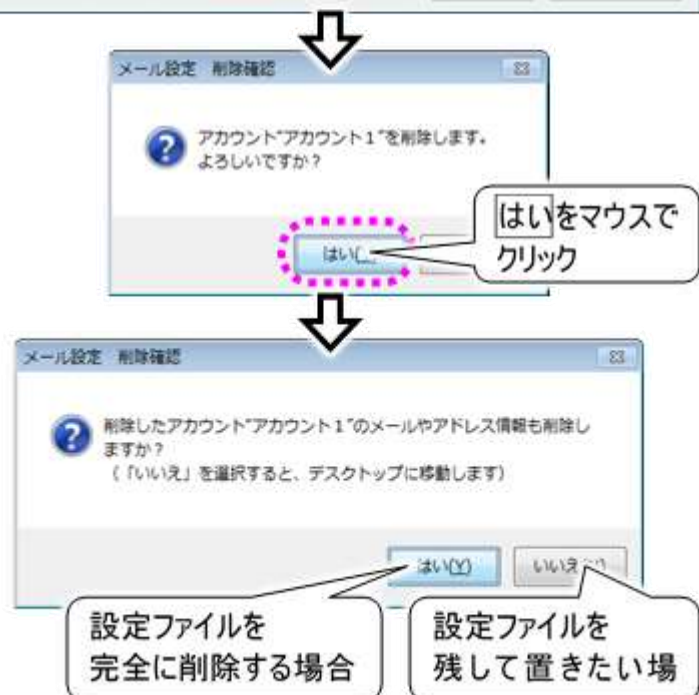 メール設定 削除確認
アカウント"アカウント１"を削除します。
よろしいですか？
はい(
はいをマウスで
クリック
メール設定 削除確認
削除したアカウント"アカウント１"のメールやアドレス情報も削除し
ますか？
（「いいえ」を選択すると、デスクトップに移動します）
はい(Y)
いいえ
設定ファイルを
完全に削除する場合
設定ファイルを
残して置きたい場